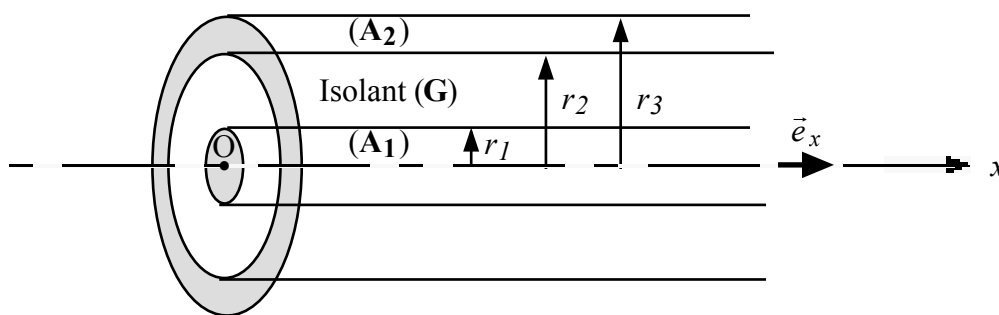 (A2)
Isolant (G)
r2
r3
O
(A1)
r1
e⃗x
x